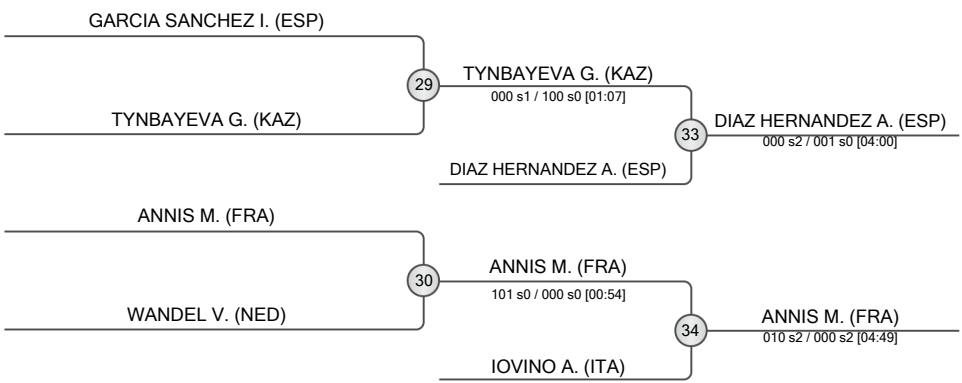 GARCIA SANCHEZ I. (ESP)
29
TYNBAYEVA G. (KAZ)
000 s1 / 100 s0 [01:07]
TYNBAYEVA G. (KAZ)
33
DIAZ HERNANDEZ A. (ESP)
000 s2 / 001 s0 [04:00]
DIAZ HERNANDEZ A. (ESP)
ANNIS M. (FRA)
30
ANNIS M. (FRA)
101 s0 / 000 s0 [00:54]
WANDEL V. (NED)
34
ANNIS M. (FRA)
010 s2 / 000 s2 [04:49]
IOVINO A. (ITA)